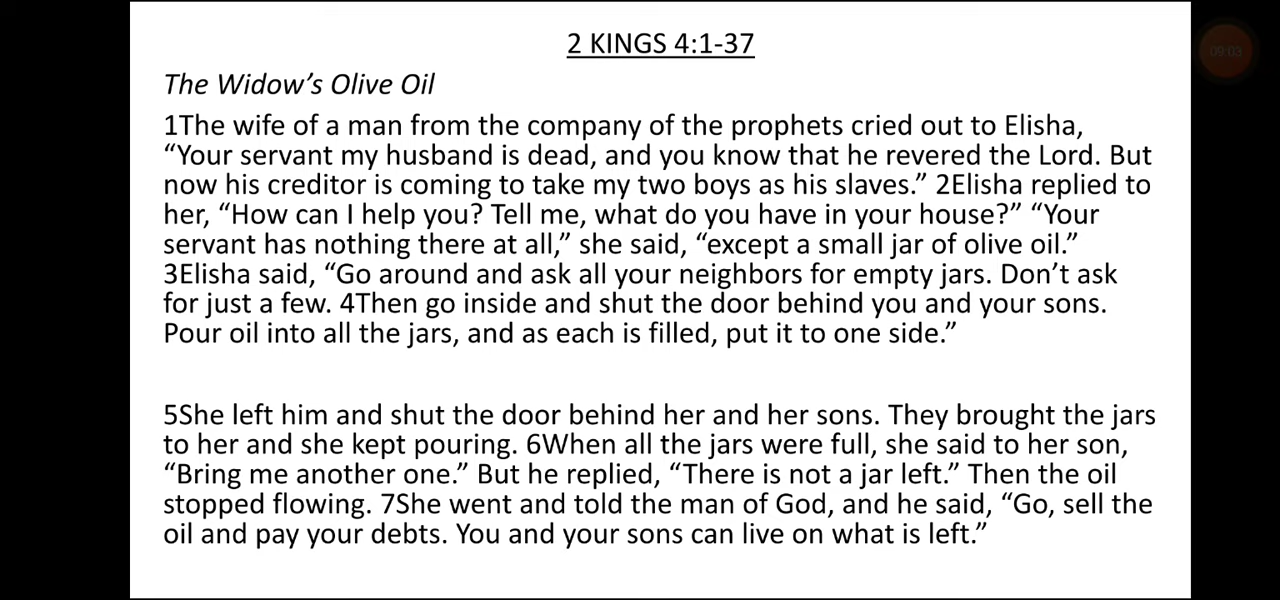 2 KINGS 4:1-37
09:03
The Widow’s Olive Oil
1The wife of a man from the company of the prophets cried out to Elisha,
“Your servant my husband is dead, and you know that he revered the Lord. But
now his creditor is coming to take my two boys as his slaves.” 2Elisha replied to
her, “How can I help you? Tell me, what do you have in your house?” “Your
servant has nothing there at all,” she said, “except a small jar of olive oil.”
3Elisha said, “Go around and ask all your neighbors for empty jars. Don’t ask
for just a few. 4Then go inside and shut the door behind you and your sons.
Pour oil into all the jars, and as each is filled, put it to one side.”
5She left him and shut the door behind her and her sons. They brought the jars
to her and she kept pouring. 6When all the jars were full, she said to her son,
“Bring me another one.” But he replied, “There is not a jar left.” Then the oil
stopped flowing. 7She went and told the man of God, and he said, “Go, sell the
oil and pay your debts. You and your sons can live on what is left.”